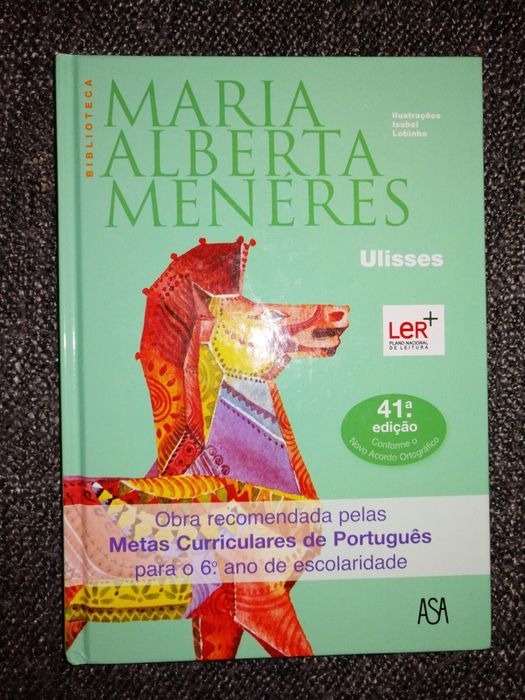 BIBLIOTECA
MARIA
ALBERTA
MENÉRES
Ilustrações
Isabel
Lobinho
Ulisses
LER+
PLANO NACIONAL
DE LEITURA
41.ª
edição
Conforme o
Novo Acordo Ortográfico
Obra recomendada pelas
Metas Curriculares de Português
para o 6.º ano de escolaridade
ASA